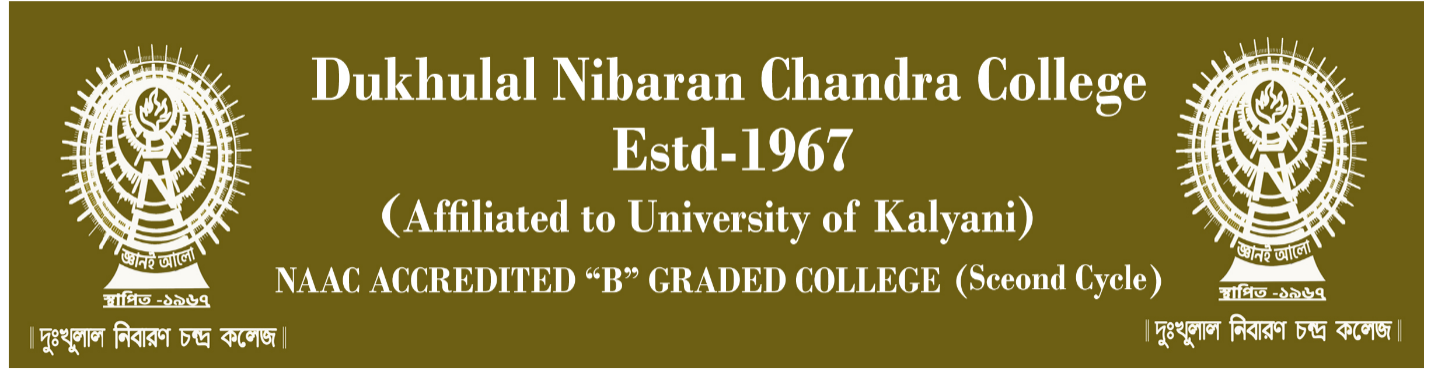 Dukhulal Nibaran Chandra College
Estd-1967
(Affiliated to University of Kalyani)
NAAC ACCREDITED “B” GRADED COLLEGE (Sceond Cycle)
জ্ঞানই আলো
স্থাপিত -১৯৬৭
॥ দুঃখুলাল নিবারণ চন্দ্র কলেজ ॥
জ্ঞানই আলো
স্থাপিত -১৯৬৭
॥ দুঃখুলাল নিবারণ চন্দ্র কলেজ ॥